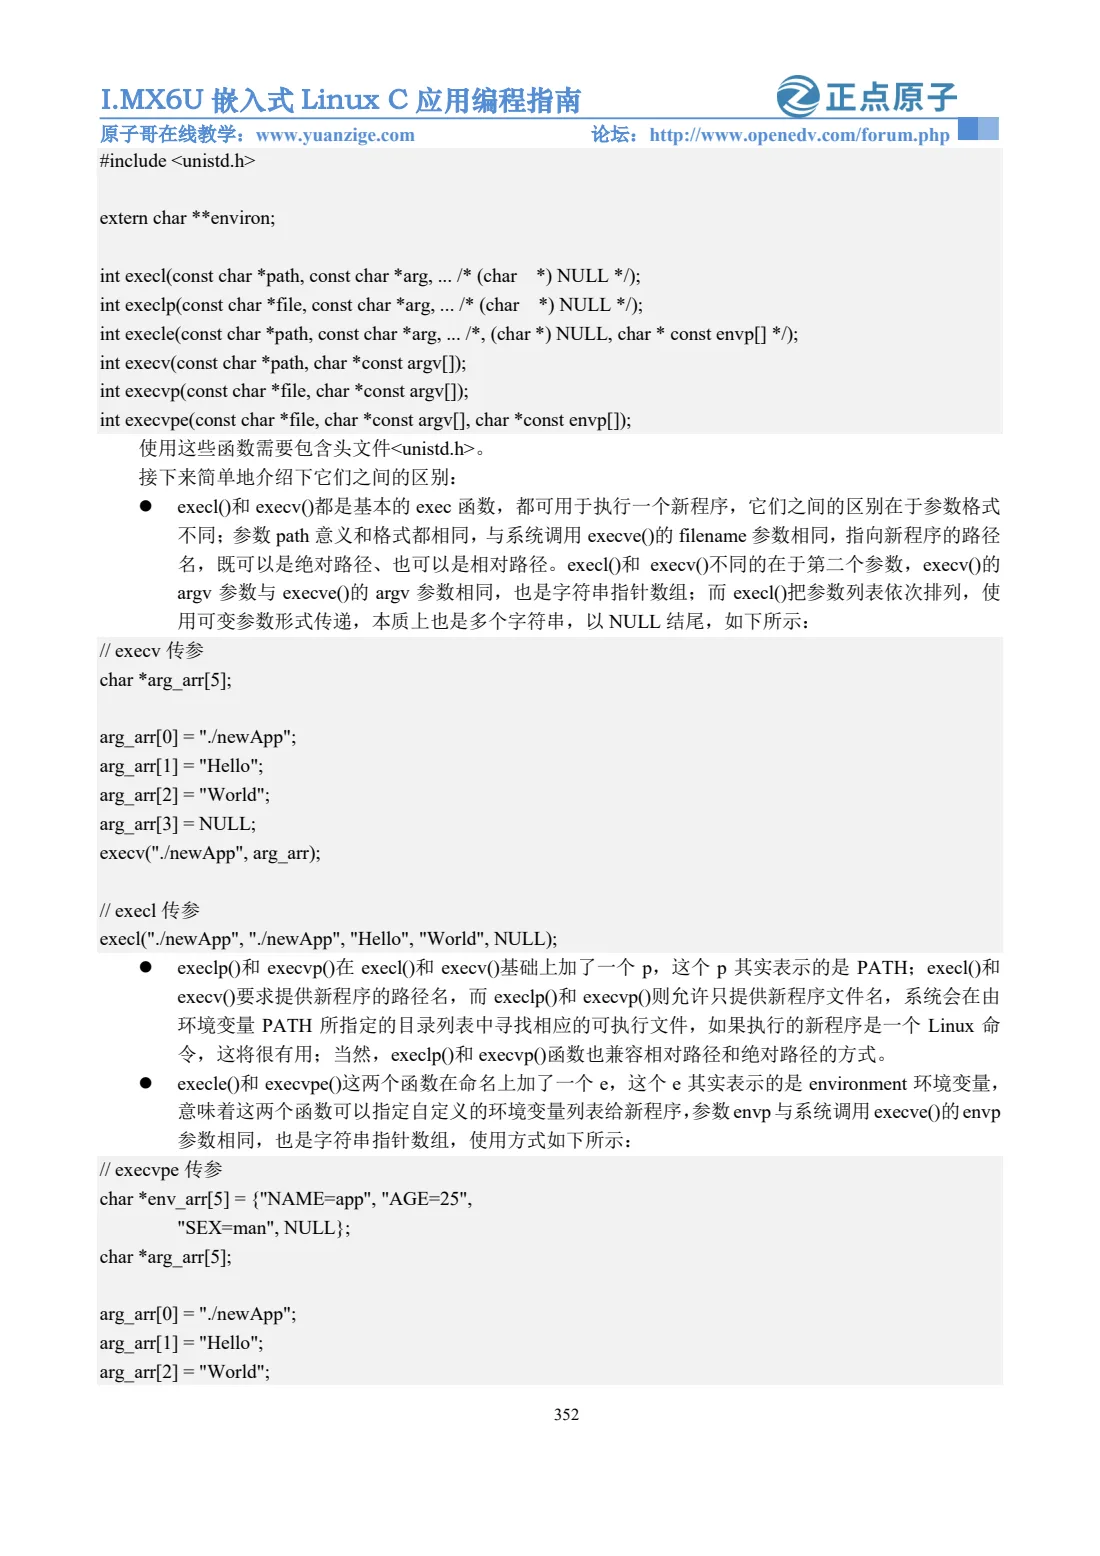 I.MX6U 嵌入式 Linux C 应用编程指南
正点原子
原子哥在线教学：www.yuanzige.com 论坛：http://www.openedv.com/forum.php
#include <unistd.h>
extern char **environ;
int execl(const char *path, const char *arg, ... /* (char *) NULL */);
int execlp(const char *file, const char *arg, ... /* (char *) NULL */);
int execle(const char *path, const char *arg, ... /*, (char *) NULL, char * const envp[] */);
int execv(const char *path, char *const argv[]);
int execvp(const char *file, char *const argv[]);
int execvpe(const char *file, char *const argv[], char *const envp[]);
使用这些函数需要包含头文件<unistd.h>。
接下来简单地介绍下它们之间的区别：
● execl()和 execv()都是基本的 exec 函数，都可用于执行一个新程序，它们之间的区别在于参数格式
不同；参数 path 意义和格式都相同，与系统调用 execve()的 filename 参数相同，指向新程序的路径
名，既可以是绝对路径、也可以是相对路径。execl()和 execv()不同的在于第二个参数，execv()的
argv 参数与 execve()的 argv 参数相同，也是字符串指针数组；而 execl()把参数列表依次排列，使
用可变参数形式传递，本质上也是多个字符串，以 NULL 结尾，如下所示：
// execv 传参
char *arg_arr[5];
arg_arr[0] = "./newApp";
arg_arr[1] = "Hello";
arg_arr[2] = "World";
arg_arr[3] = NULL;
execv("./newApp", arg_arr);
// execl 传参
execl("./newApp", "./newApp", "Hello", "World", NULL);
● execlp()和 execvp()在 execl()和 execv()基础上加了一个 p，这个 p 其实表示的是 PATH；execl()和
execv()要求提供新程序的路径名，而 execlp()和 execvp()则允许只提供新程序文件名，系统会在由
环境变量 PATH 所指定的目录列表中寻找相应的可执行文件，如果执行的新程序是一个 Linux 命
令，这将很有用；当然，execlp()和 execvp()函数也兼容相对路径和绝对路径的方式。
● execle()和 execvpe()这两个函数在命名上加了一个 e，这个 e 其实表示的是 environment 环境变量，
意味着这两个函数可以指定自定义的环境变量列表给新程序，参数 envp 与系统调用 execve()的 envp
参数相同，也是字符串指针数组，使用方式如下所示：
// execvpe 传参
char *env_arr[5] = {"NAME=app", "AGE=25",
"SEX=man", NULL};
char *arg_arr[5];
arg_arr[0] = "./newApp";
arg_arr[1] = "Hello";
arg_arr[2] = "World";
352